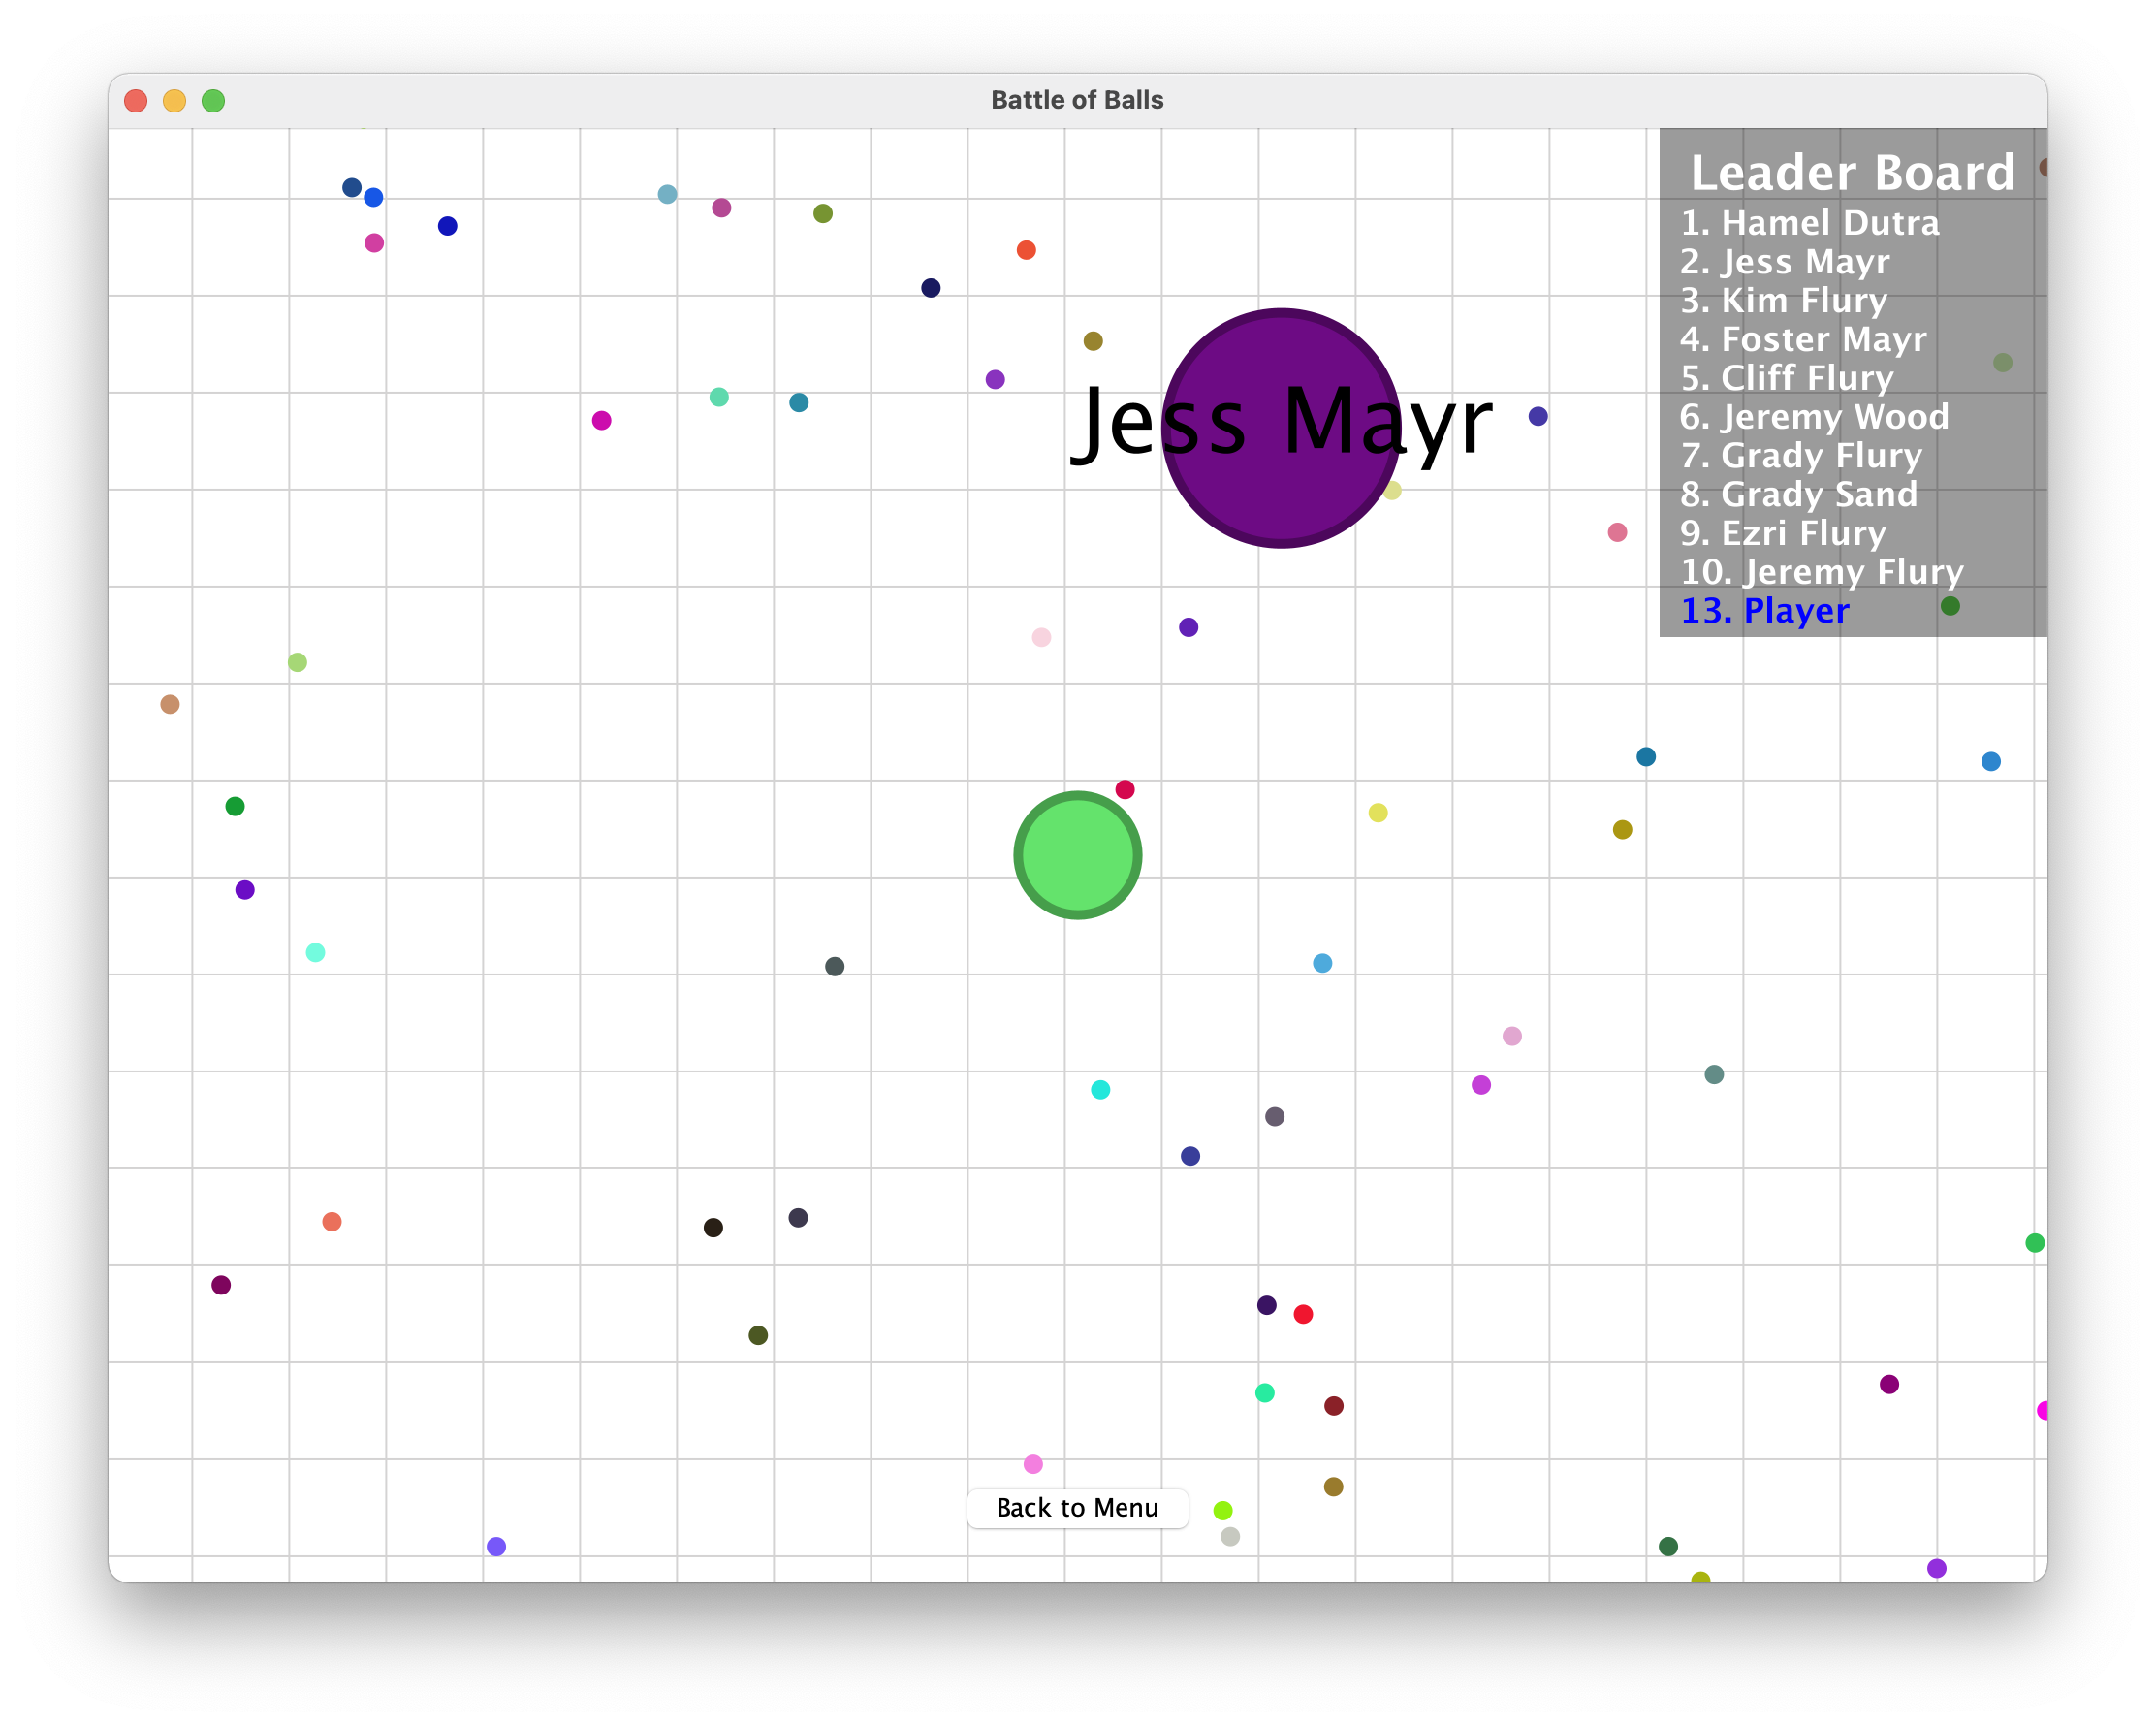 Battle of Balls
Leader Board
1. Hamel Dutra
2. Jess Mayr
3. Kim Flury
4. Foster Mayr
5. Cliff Flury
6. Jeremy Wood
7. Grady Flury
8. Grady Sand
9. Ezri Flury
10. Jeremy Flury
13. Player
Jess Mayr
Back to Menu